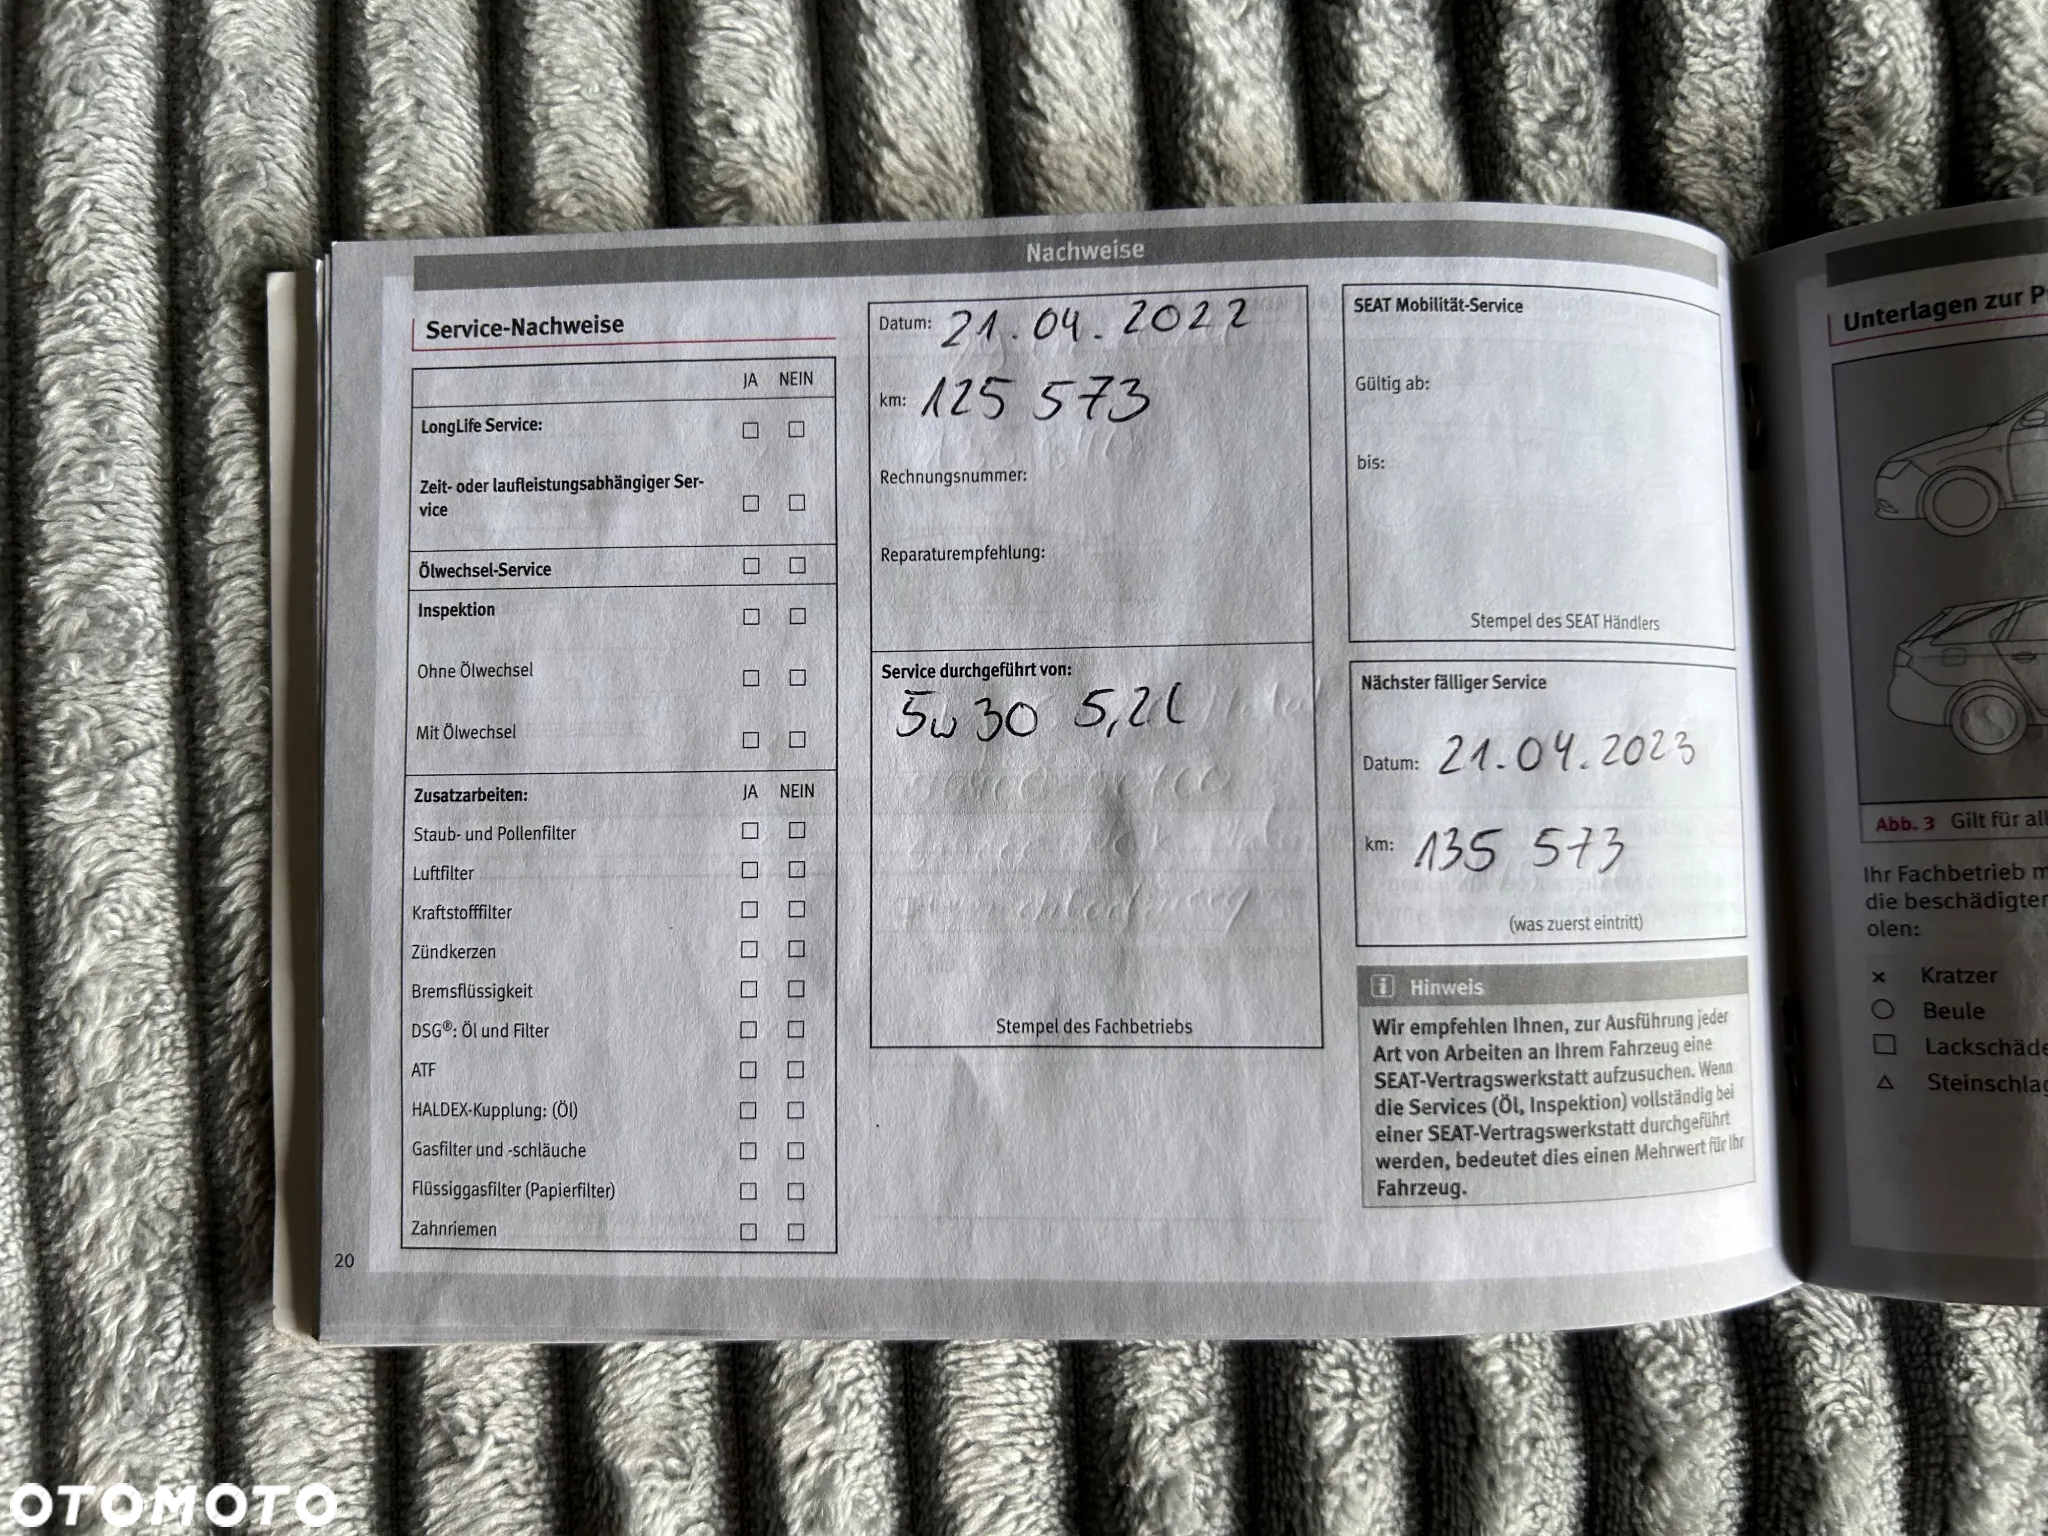 Nachweise
Service-Nachweise
JA NEIN
LongLife Service:
Zeit- oder laufleistungsabhängiger Ser-
vice
Ölwechsel-Service
Inspektion
Ohne Ölwechsel
Mit Ölwechsel
Zusatzarbeiten: JA NEIN
Staub- und Pollenfilter
Luftfilter
Kraftstofffilter
Zündkerzen
Bremsflüssigkeit
DSG®: Öl und Filter
ATF
HALDEX-Kupplung: (Öl)
Gasfilter und -schläuche
Flüssiggasfilter (Papierfilter)
Zahnriemen
20
Datum: 21.04.2022
km: 125 573
Rechnungsnummer:
Reparaturempfehlung:
Service durchgeführt von:
5w30 5,2l
Stempel des Fachbetriebs
SEAT Mobilität-Service
Gültig ab:
bis:
Stempel des SEAT Händlers
Nächster fälliger Service
Datum: 21.04.2023
km: 135 573
(was zuerst eintritt)
i Hinweis
Wir empfehlen Ihnen, zur Ausführung jeder
Art von Arbeiten an Ihrem Fahrzeug eine
SEAT-Vertragswerkstatt aufzusuchen. Wenn
die Services (Öl, Inspektion) vollständig bei
einer SEAT-Vertragswerkstatt durchgeführt
werden, bedeutet dies einen Mehrwert für Ihr
Fahrzeug.
Unterlagen zur
Abb. 3 Gilt für
Ihr Fachbetrieb
die
olen:
× Kratzer
Beule
OTOMOTO